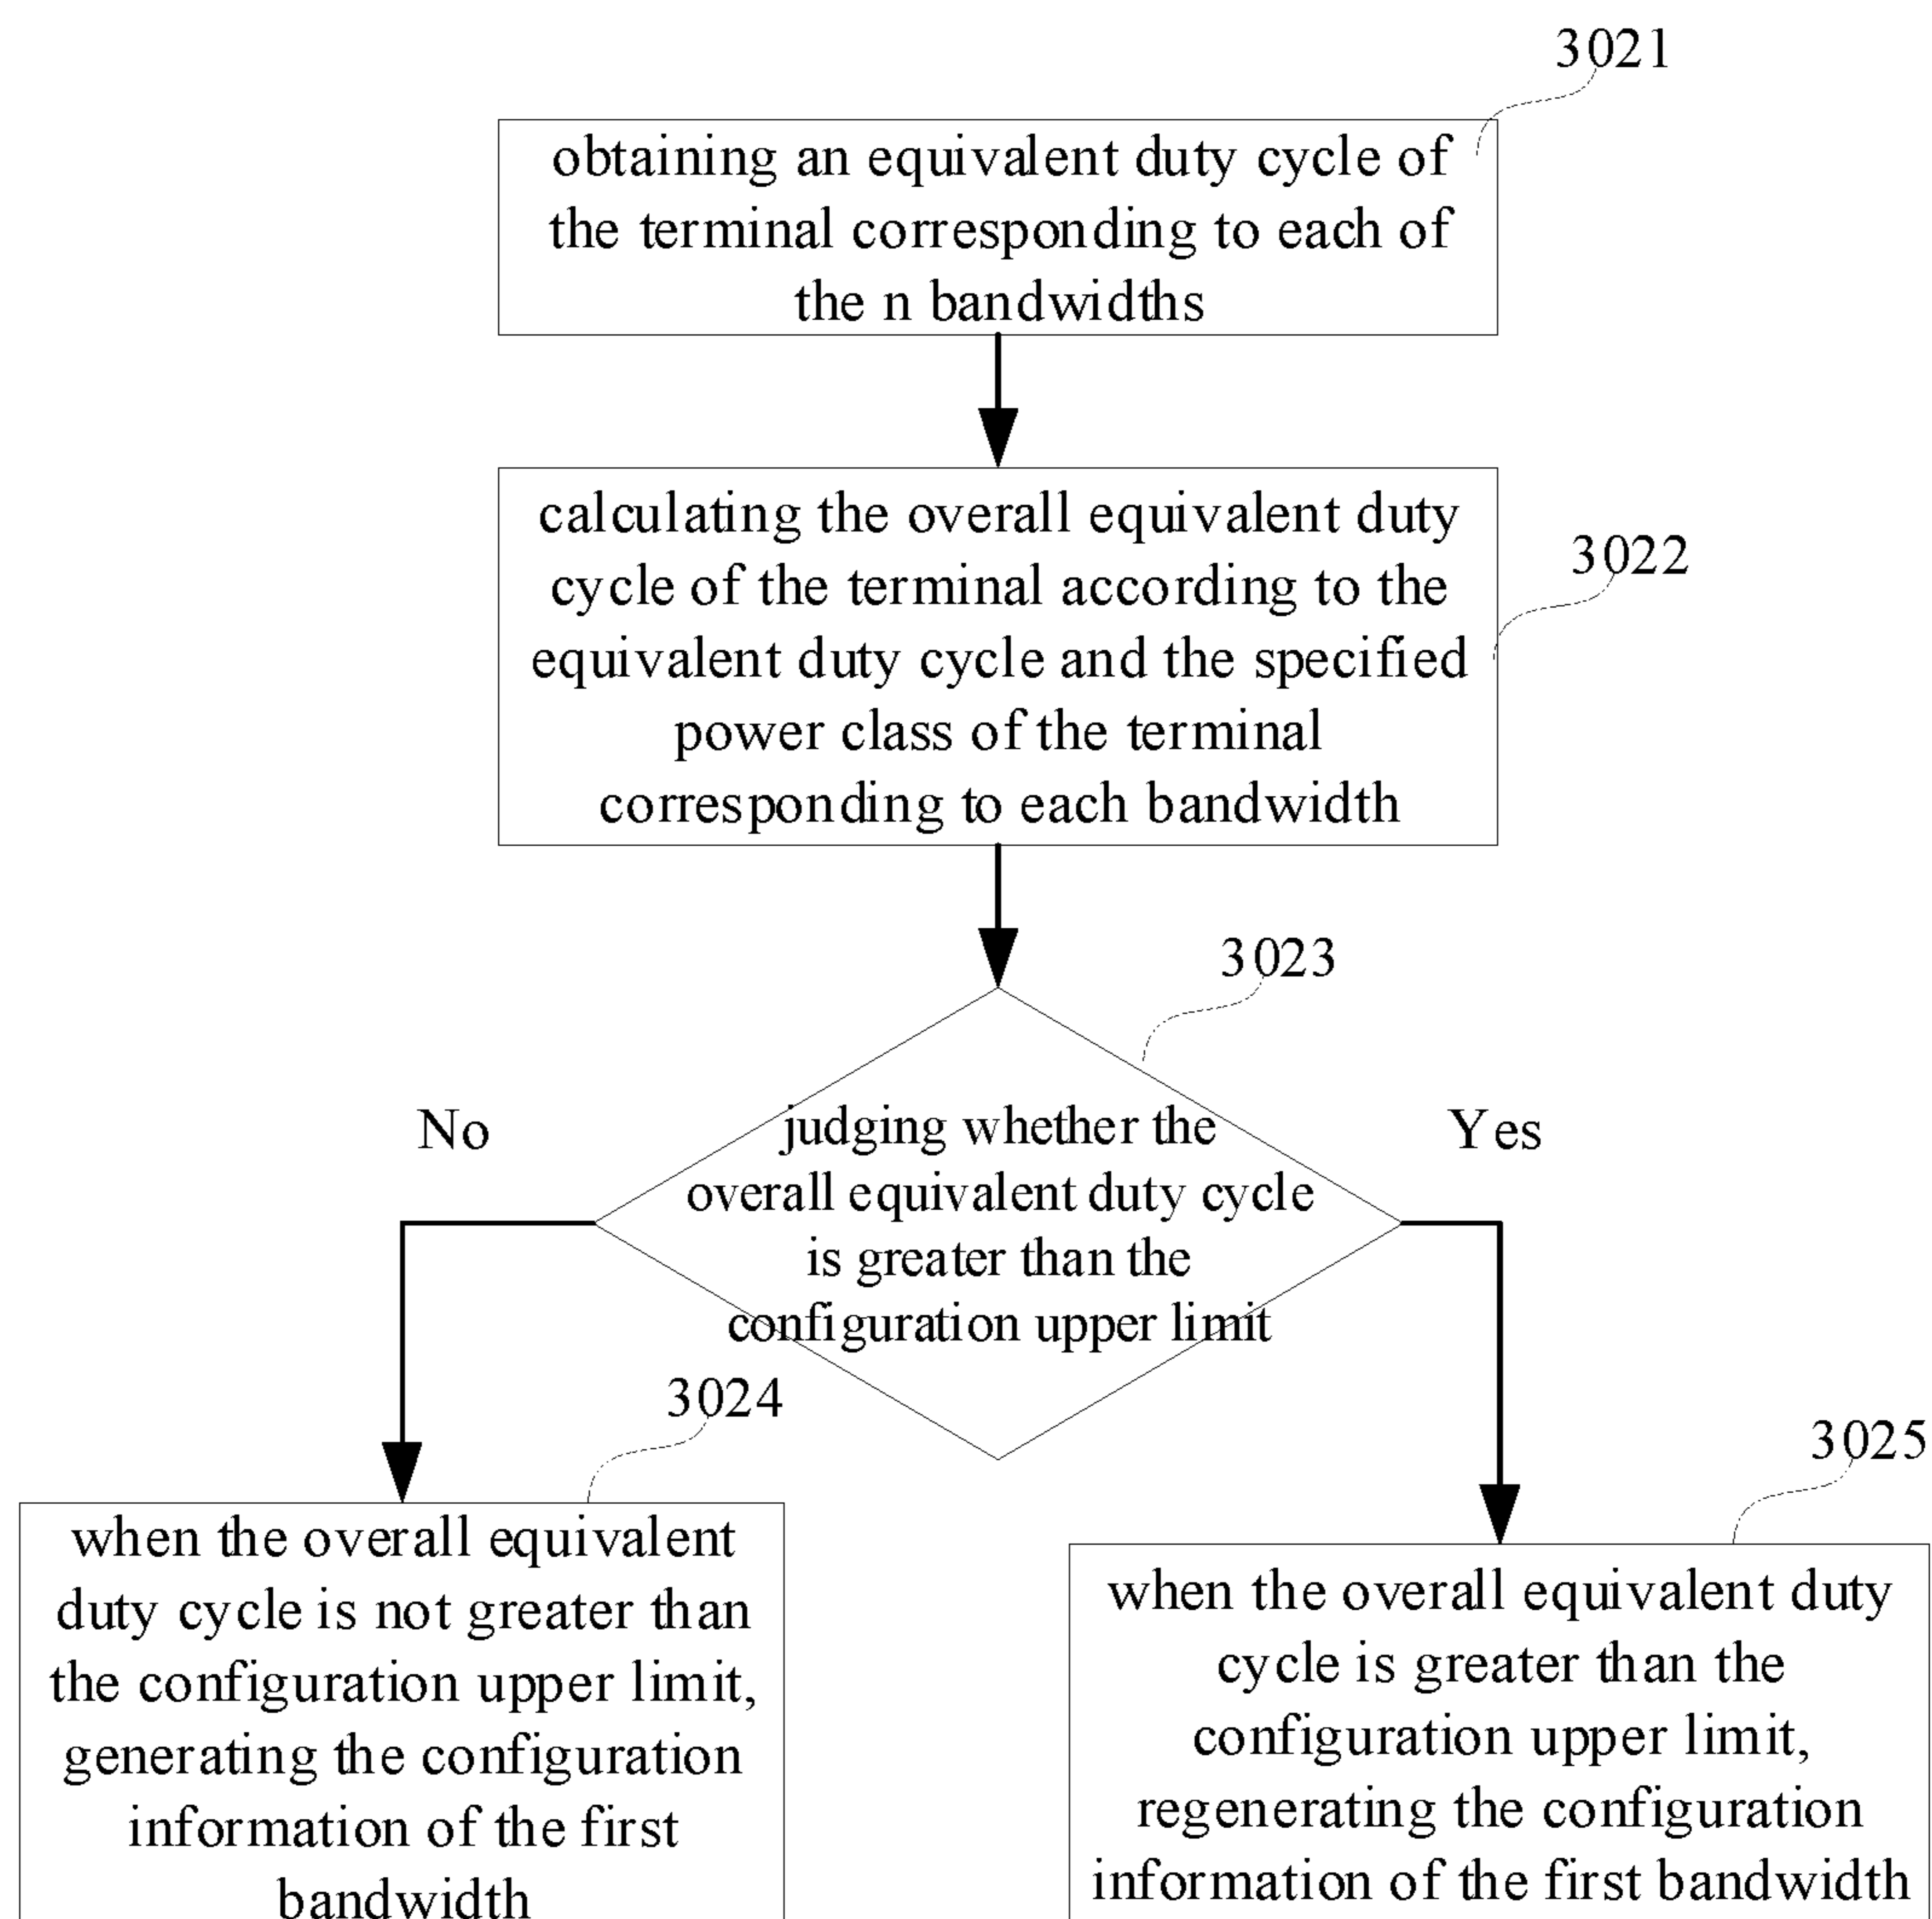 3021
obtaining an equivalent duty cycle of
the terminal corresponding to each of
the n bandwidths
calculating the overall equivalent duty
cycle of the terminal according to the
equivalent duty cycle and the specified
power class of the terminal
corresponding to each bandwidth
3022
3023
No
Yes
judging whether the
overall equivalent duty cycle
is greater than the
configuration upper limit
3024
when the overall equivalent
duty cycle is not greater than
the configuration upper limit,
generating the configuration
information of the first
bandwidth
3025
when the overall equivalent duty
cycle is greater than the
configuration upper limit,
regenerating the configuration
information of the first bandwidth